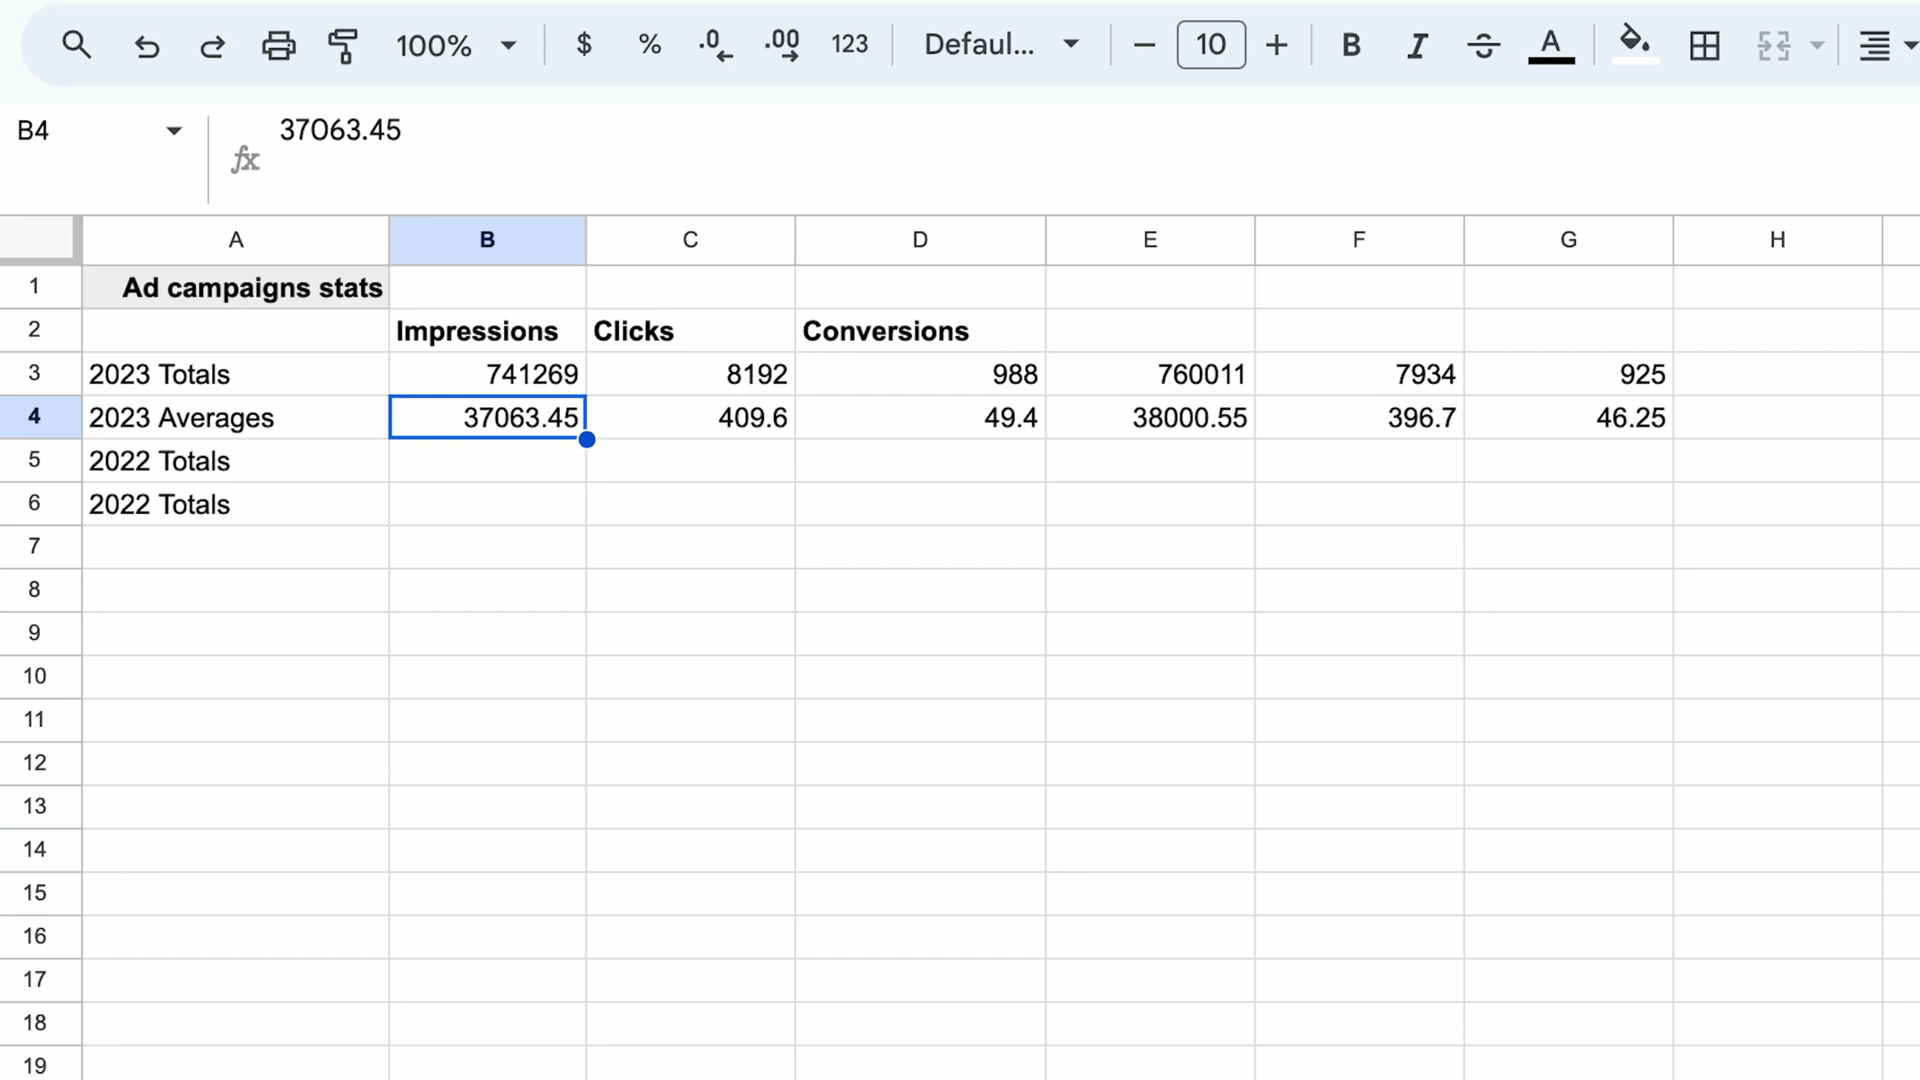 100% $ % .0 .00 123 Defaul... − 10 + B I S A
B4 37063.45
fx
A B C D E F G H
1 Ad campaigns stats
2 Impressions Clicks Conversions
3 2023 Totals 741269 8192 988 760011 7934 925
4 2023 Averages 37063.45 409.6 49.4 38000.55 396.7 46.25
5 2022 Totals
6 2022 Totals
7
8
9
10
11
12
13
14
15
16
17
18
19